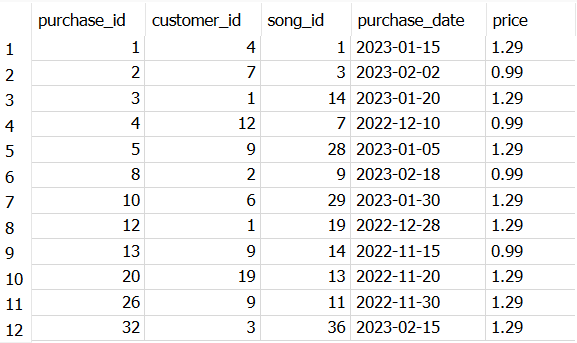 purchase_id customer_id song_id purchase_date price
1 1 4 1 2023-01-15 1.29
2 2 7 3 2023-02-02 0.99
3 3 1 14 2023-01-20 1.29
4 4 12 7 2022-12-10 0.99
5 5 9 28 2023-01-05 1.29
6 8 2 9 2023-02-18 0.99
7 10 6 29 2023-01-30 1.29
8 12 1 19 2022-12-28 1.29
9 13 9 14 2022-11-15 0.99
10 20 19 13 2022-11-20 1.29
11 26 9 11 2022-11-30 1.29
12 32 3 36 2023-02-15 1.29